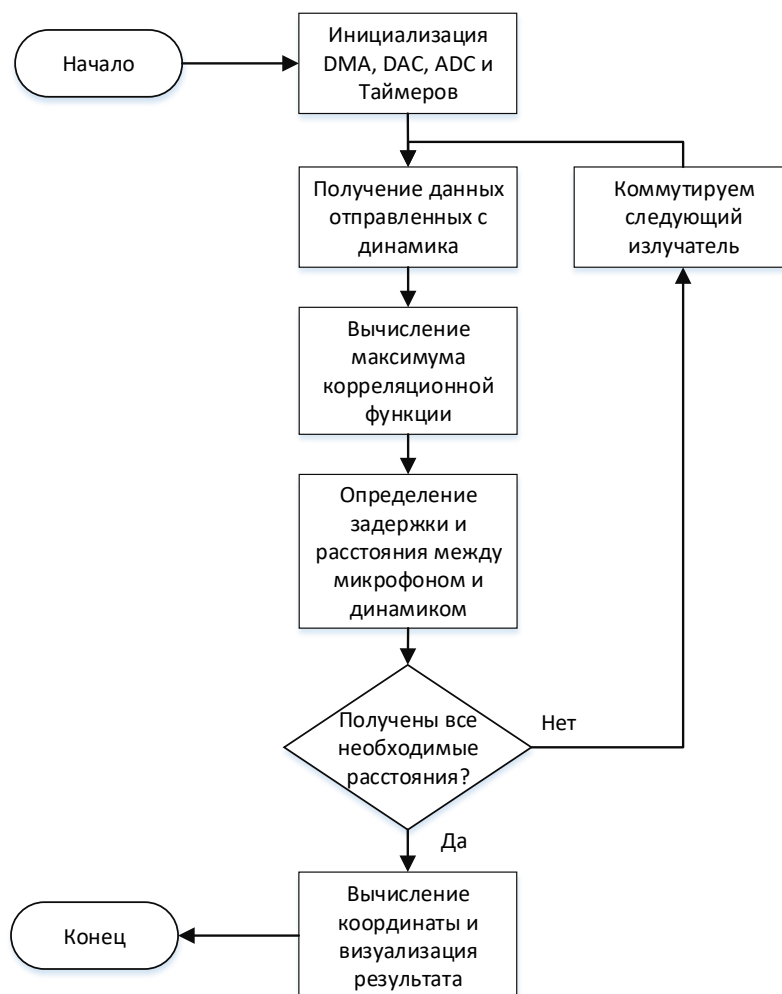 Начало
Инициализация
DMA, DAC, ADC и
Таймеров
Получение данных
отправленных с
динамика
Коммутируем
следующий
излучатель
Вычисление
максимума
корреляционной
функции
Определение
задержки и
расстояния между
микрофоном и
динамиком
Получены все
необходимые
расстояния?
Нет
Да
Вычисление
координаты и
визуализация
результата
Конец